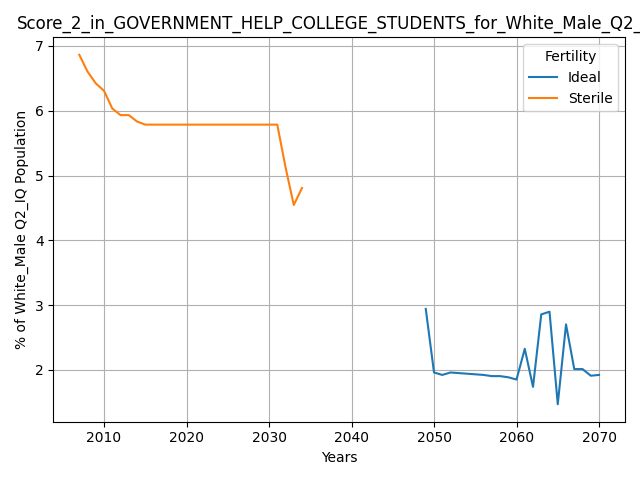 Score_2_in_GOVERNMENT_HELP_COLLEGE_STUDENTS_for_White_Male_Q2_
Fertility
Ideal
Sterile
% of White_Male Q2_IQ Population
7
6
5
4
3
2
2010 2020 2030 2040 2050 2060 2070
Years